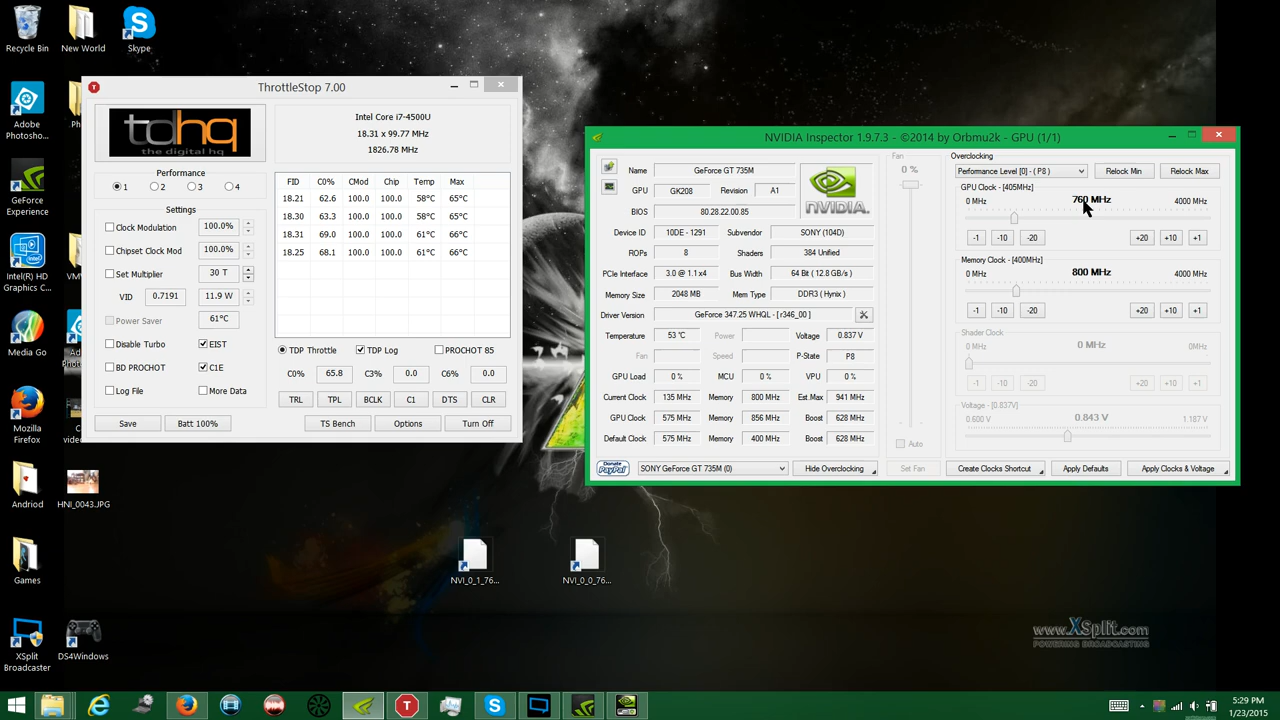 Recycle Bin
New World
Skype
Adobe
Photosho...
GeForce
Experience
Intel(R) HD
Graphics C...
Media Go
Mozilla
Firefox
Andriod
HNI_0043.JPG
Games
XSplit
Broadcaster
DS4Windows
NVI_0_1_76...
NVI_0_0_76...
ThrottleStop 7.00
tdhq
the digital hq
Intel Core i7-4500U
18.31 x 99.77 MHz
1826.78 MHz
Performance
1 2 3 4
Settings
Clock Modulation 100.0%
Chipset Clock Mod 100.0%
Set Multiplier 30 T
VID 0.7191 11.9 W
Power Saver 61°C
Disable Turbo EIST
BD PROCHOT C1E
Log File More Data
Save Batt 100%
FID C0% CMod Chip Temp Max
18.21 62.6 100.0 100.0 58°C 65°C
18.30 63.3 100.0 100.0 58°C 65°C
18.31 69.0 100.0 100.0 61°C 66°C
18.25 68.1 100.0 100.0 61°C 66°C
TDP Throttle TDP Log PROCHOT 85
C0% 65.8 C3% 0.0 C6% 0.0
TRL TPL BCLK C1 DTS CLR
TS Bench Options Turn Off
NVIDIA Inspector 1.9.7.3 - ©2014 by Orbmu2k - GPU (1/1)
Name GeForce GT 735M
GPU GK208 Revision A1
NVIDIA.
BIOS 80.28.22.00.85
Device ID 10DE - 1291 Subvendor SONY (104D)
ROPs 8 Shaders 384 Unified
PCIe Interface 3.0 @ 1.1 x4 Bus Width 64 Bit ( 12.8 GB/s )
Memory Size 2048 MB Mem Type DDR3 ( Hynix )
Driver Version GeForce 347.25 WHQL - [ r346_00 ]
Temperature 53 °C Power Voltage 0.837 V
Fan Speed P-State P8
GPU Load 0 % MCU 0 % VPU 0 %
Current Clock 135 MHz Memory 800 MHz Est.Max 941 MHz
GPU Clock 575 MHz Memory 856 MHz Boost 628 MHz
Default Clock 575 MHz Memory 400 MHz Boost 628 MHz
Donate
PayPal
SONY GeForce GT 735M (0) Hide Overclocking
Fan
0 %
Auto
Set Fan
Overclocking
Performance Level [0] - ( P8 ) Relock Min Relock Max
GPU Clock - [405MHz]
0 MHz 760 MHz 4000 MHz
-1 -10 -20 +20 +10 +1
Memory Clock - [400MHz]
0 MHz 800 MHz 4000 MHz
-1 -10 -20 +20 +10 +1
Shader Clock
0 MHz 0 MHz 0MHz
-1 -10 -20 +20 +10 +1
Voltage - [0.837V]
0.600 V 0.843 V 1.187 V
Create Clocks Shortcut Apply Defaults Apply Clocks & Voltage
www.XSplit.com
POWERING BROADCASTING
5:29 PM
1/23/2015